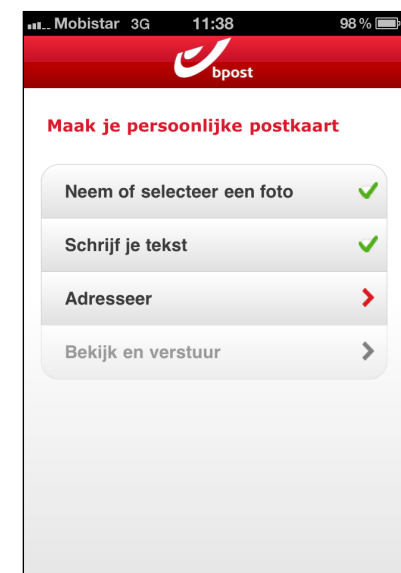 Mobistar 3G 11:38 98 %
bpost
Maak je persoonlijke postkaart
Neem of selecteer een foto
Schrijf je tekst
Adresseer
Bekijk en verstuur